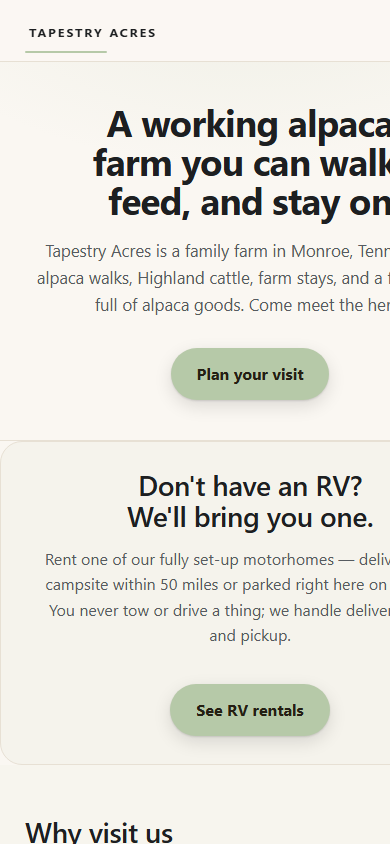 TAPESTRY ACRES
A working alpaca
farm you can walk
feed, and stay on
Tapestry Acres is a family farm in Monroe, Tenn
alpaca walks, Highland cattle, farm stays, and a f
full of alpaca goods. Come meet the her
Plan your visit
Don't have an RV?
We'll bring you one.
Rent one of our fully set-up motorhomes — deliv
campsite within 50 miles or parked right here on
You never tow or drive a thing; we handle deliver
and pickup.
See RV rentals
Why visit us